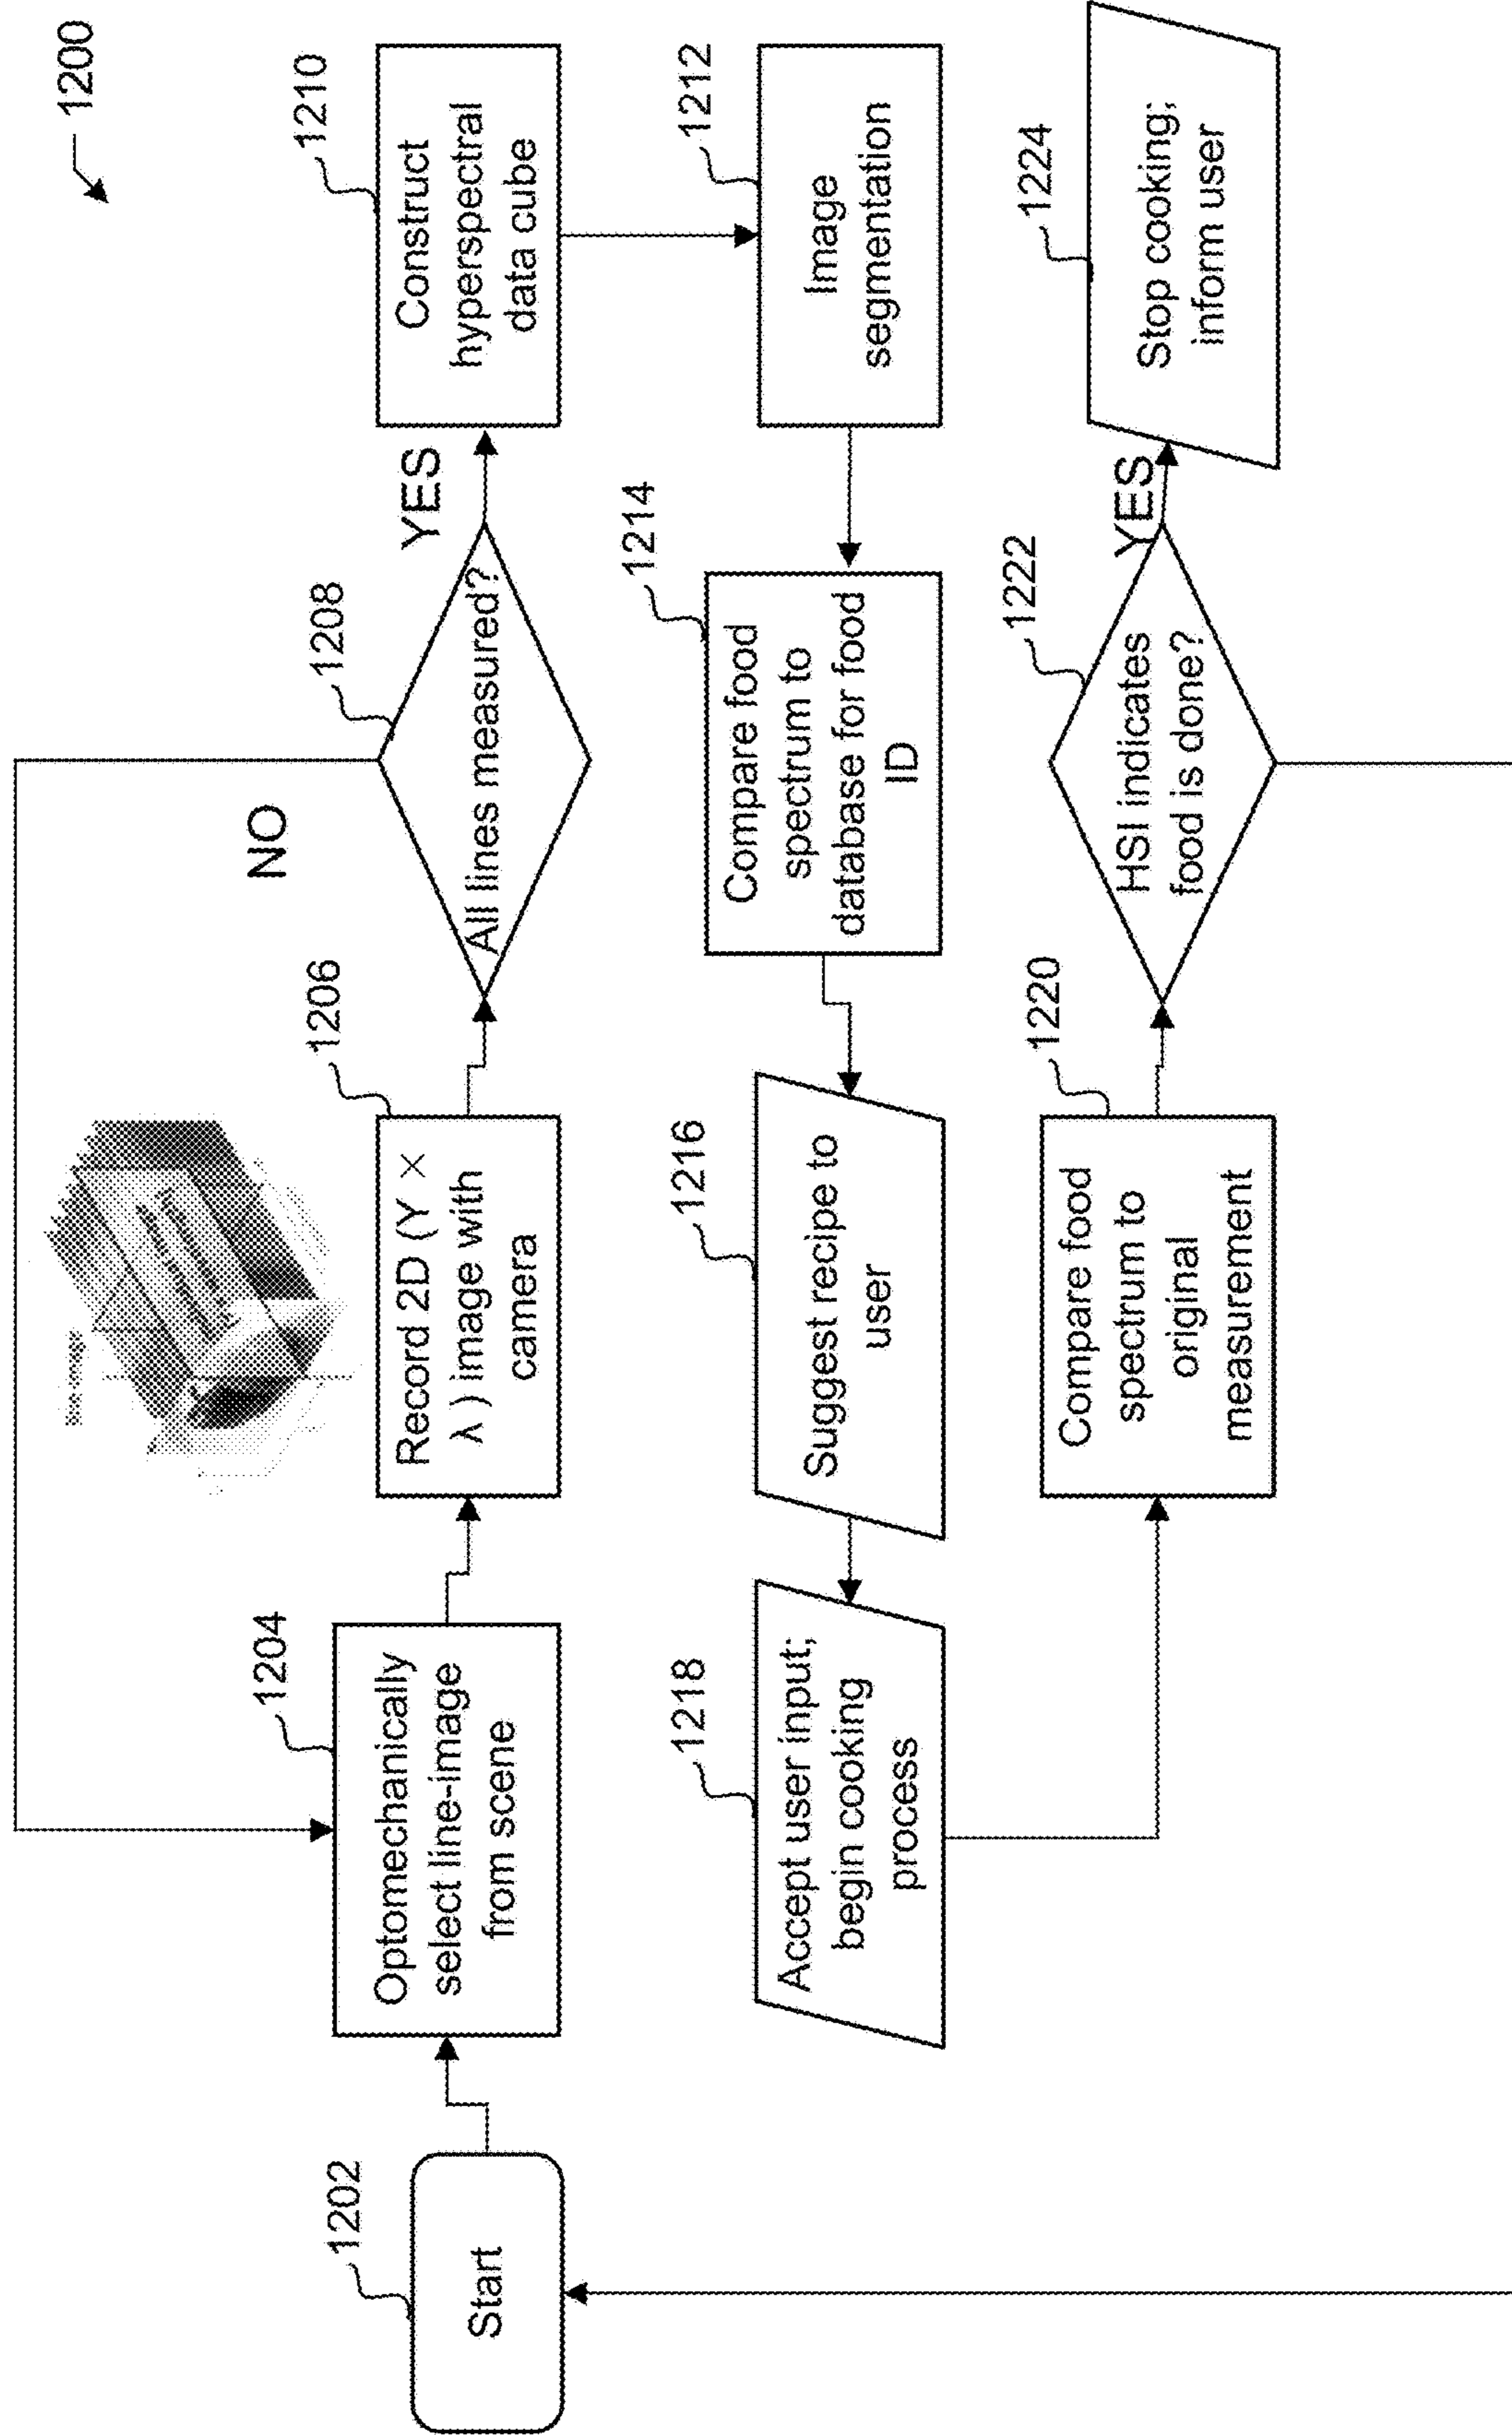 1200
1202
Start
1204
Optomechanically
select line-image
from scene
1206
Record 2D (Y ×
λ ) image with
camera
1208
All lines measured?
NO
YES
1210
Construct
hyperspectral
data cube
1212
Image
segmentation
1214
Compare food
spectrum to
database for food
ID
1216
Suggest recipe to
user
1218
Accept user input;
begin cooking
process
1220
Compare food
spectrum to
original
measurement
1222
HSI indicates
food is done?
YES
1224
Stop cooking;
inform user